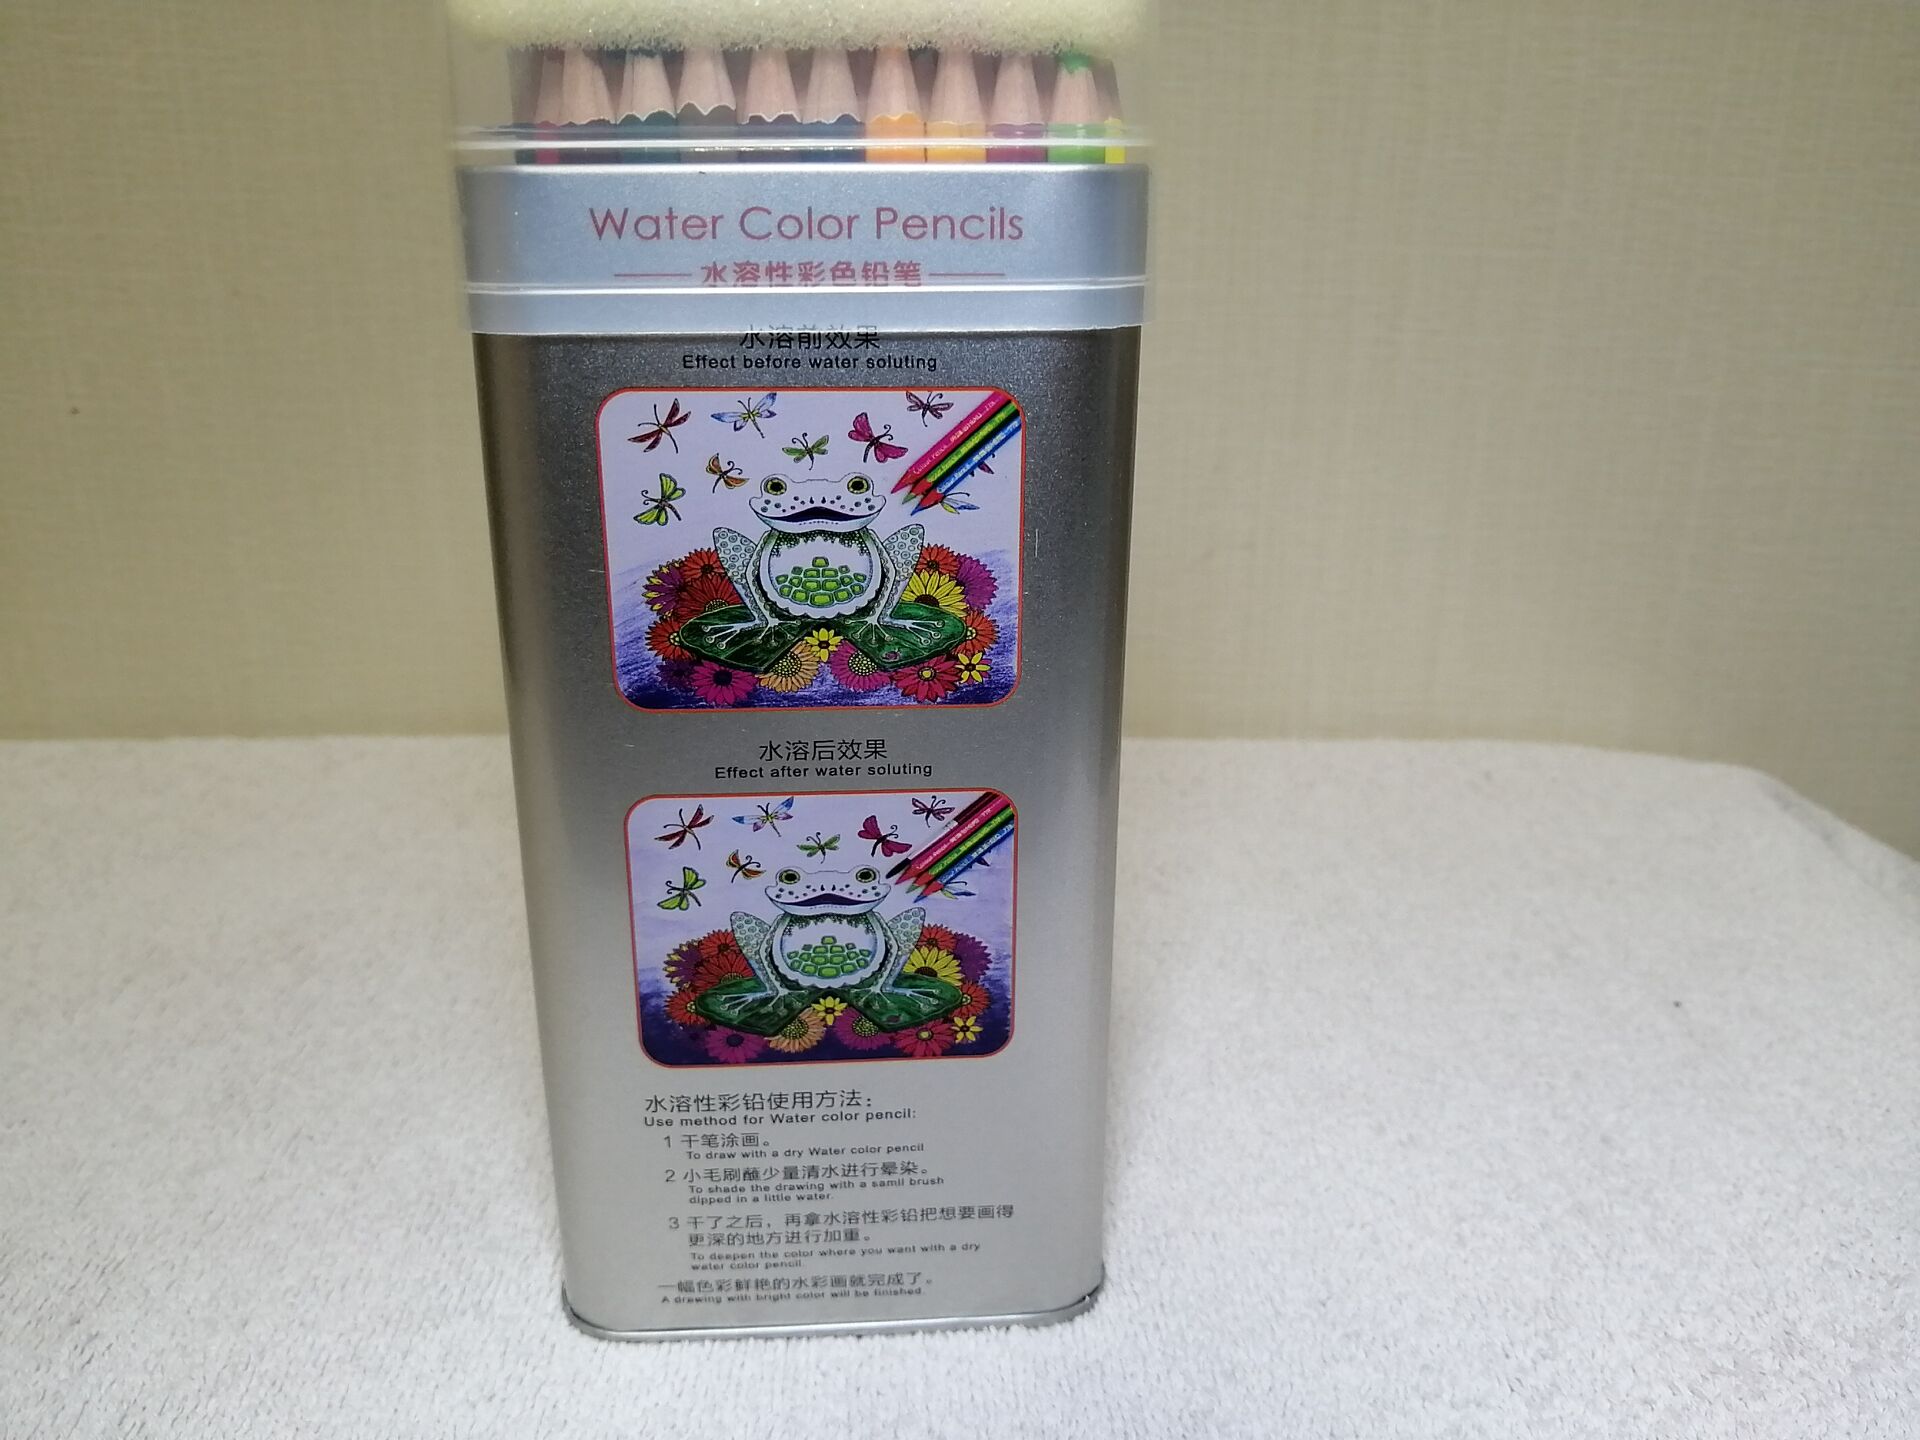 Water Color Pencils
水溶性彩色铅笔
水溶前效果
Effect before water soluting
水溶后效果
Effect after water soluting
水溶性彩铅使用方法：
Use method for Water color pencil:
1 干笔涂画。
To draw with a dry Water color pencil
2 小毛刷蘸少量清水进行晕染。
To shade the drawing with a samll brush
dipped in a little water.
3 干了之后，再拿水溶性彩铅把想要画得
更深的地方进行加重。
To deepen the color where you want with a dry
water color pencil.
一幅色彩鲜艳的水彩画就完成了。
A drawing with bright color will be finished.